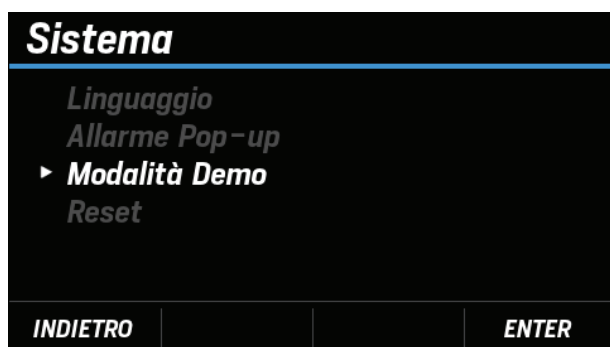 Sistema
Linguaggio
Allarme Pop-up
Modalità Demo
Reset
INDIETRO ENTER